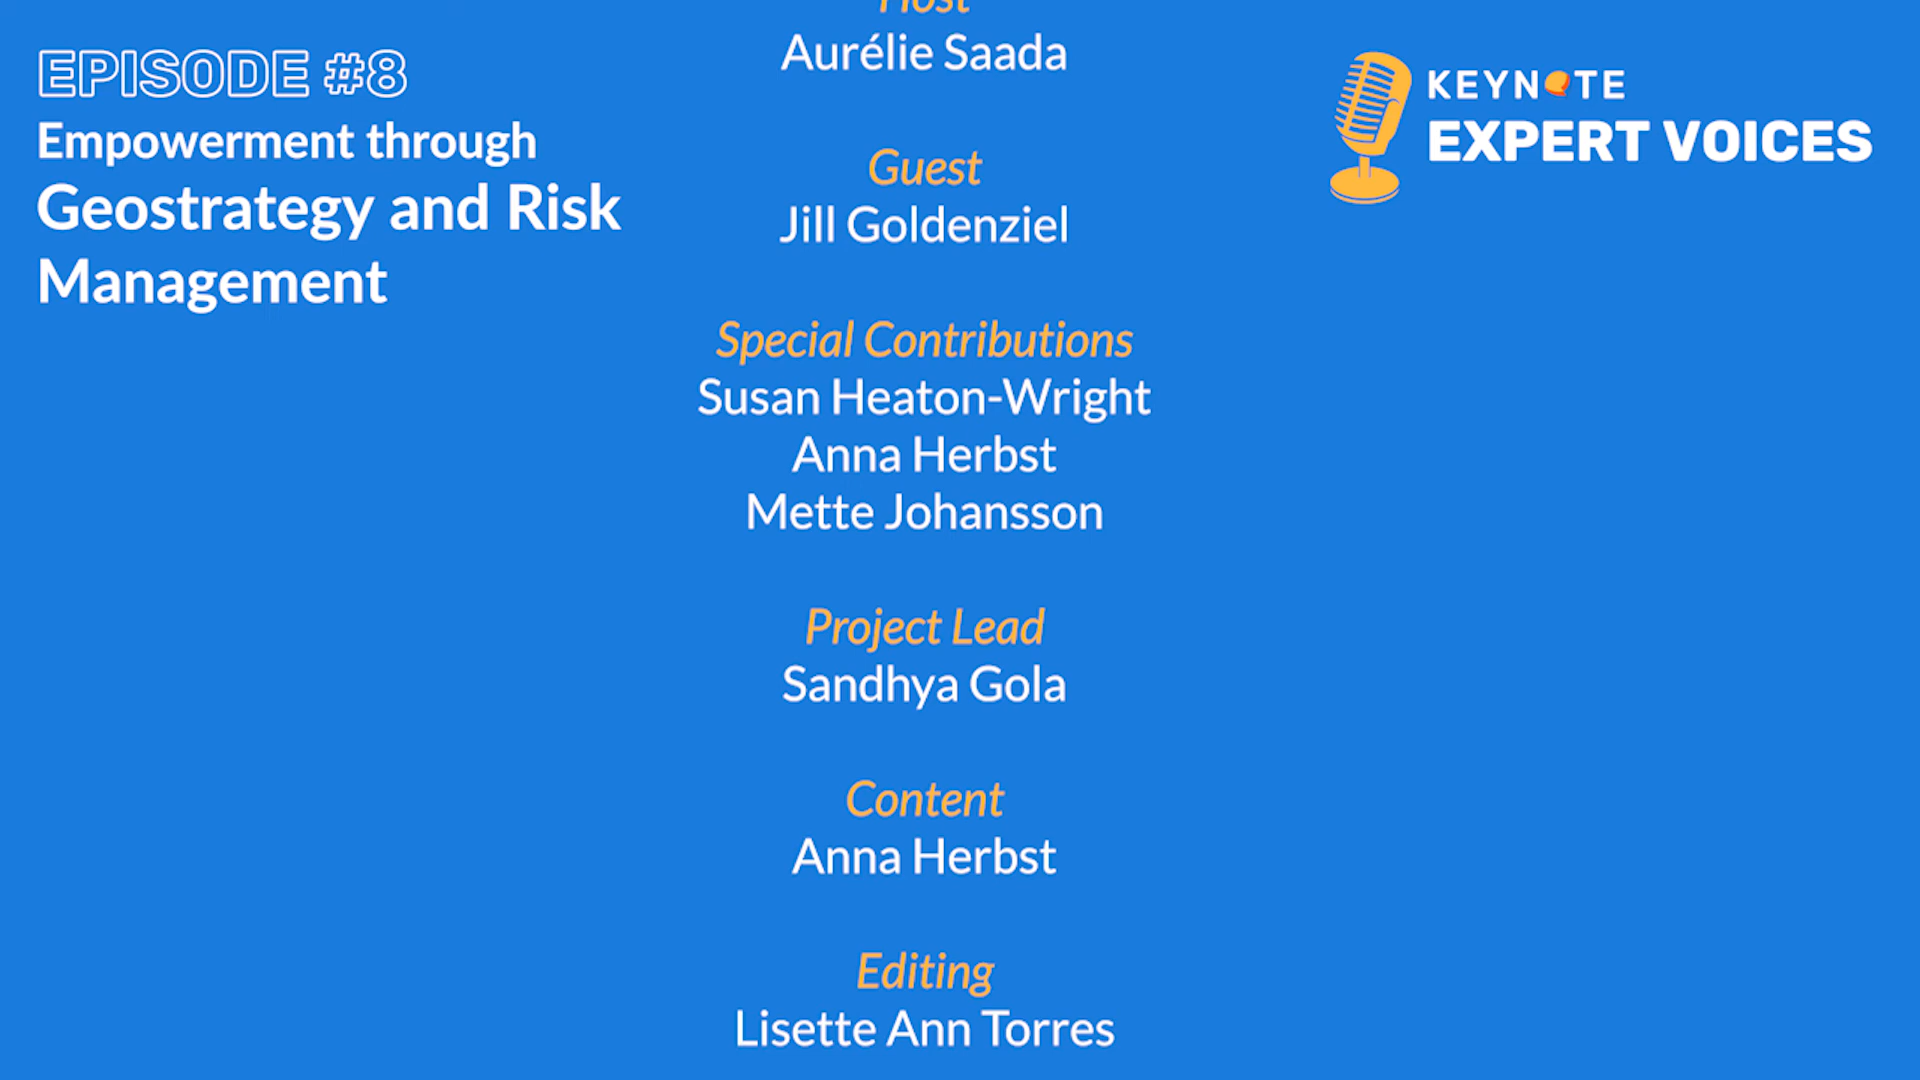 EPISODE #8
Empowerment through
Geostrategy and Risk
Management
Host
Aurélie Saada
Guest
Jill Goldenziel
Special Contributions
Susan Heaton-Wright
Anna Herbst
Mette Johansson
Project Lead
Sandhya Gola
Content
Anna Herbst
Editing
Lisette Ann Torres
KEYNOTE
EXPERT VOICES